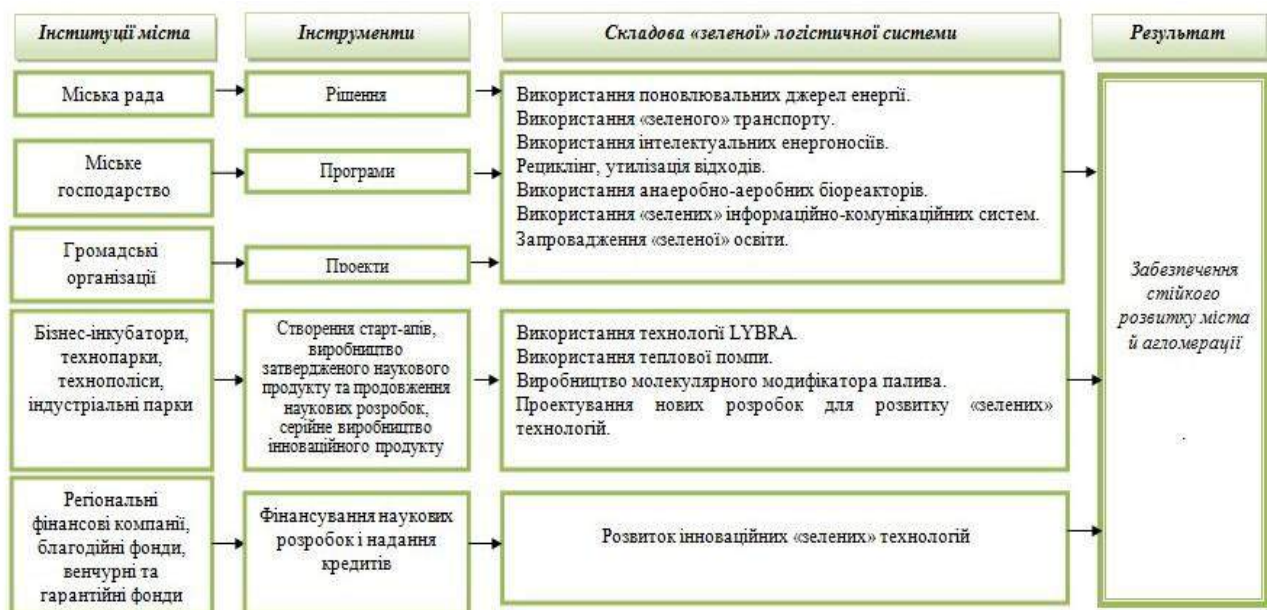 Інституції міста
Інструменти
Складова «зеленої» логістичної системи
Результат
Міська рада
Рішення
Міське
господарство
Програми
Громадські
організації
Проекти
Використання поновлювальних джерел енергії.
Використання «зеленого» транспорту.
Використання інтелектуальних енергоносіїв.
Рециклінг, утилізація відходів.
Використання анаеробно-аеробних біореакторів.
Використання «зелених» інформаційно-комунікаційних систем.
Запровадження «зеленої» освіти.
Бізнес-інкубатори,
технопарки,
технополіси,
індустріальні парки
Створення старт-апів,
виробництво
затвердженого наукового
продукту та продовження
наукових розробок,
серійне виробництво
інноваційного продукту
Використання технології LYBRA.
Використання теплової помпи.
Виробництво молекулярного модифікатора палива.
Проектування нових розробок для розвитку «зелених»
технологій.
Регіональні
фінансові компанії,
благодійні фонди,
венчурні та
гарантійні фонди
Фінансування наукових
розробок і надання
кредитів
Розвиток інноваційних «зелених» технологій
Забезпечення
стійкого
розвитку міста
й агломерації
.